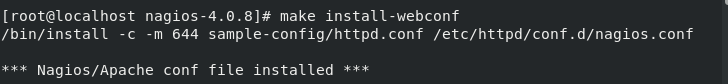 [root@localhost nagios-4.0.8]# make install-webconf
/bin/install -c -m 644 sample-config/httpd.conf /etc/httpd/conf.d/nagios.conf
*** Nagios/Apache conf file installed ***